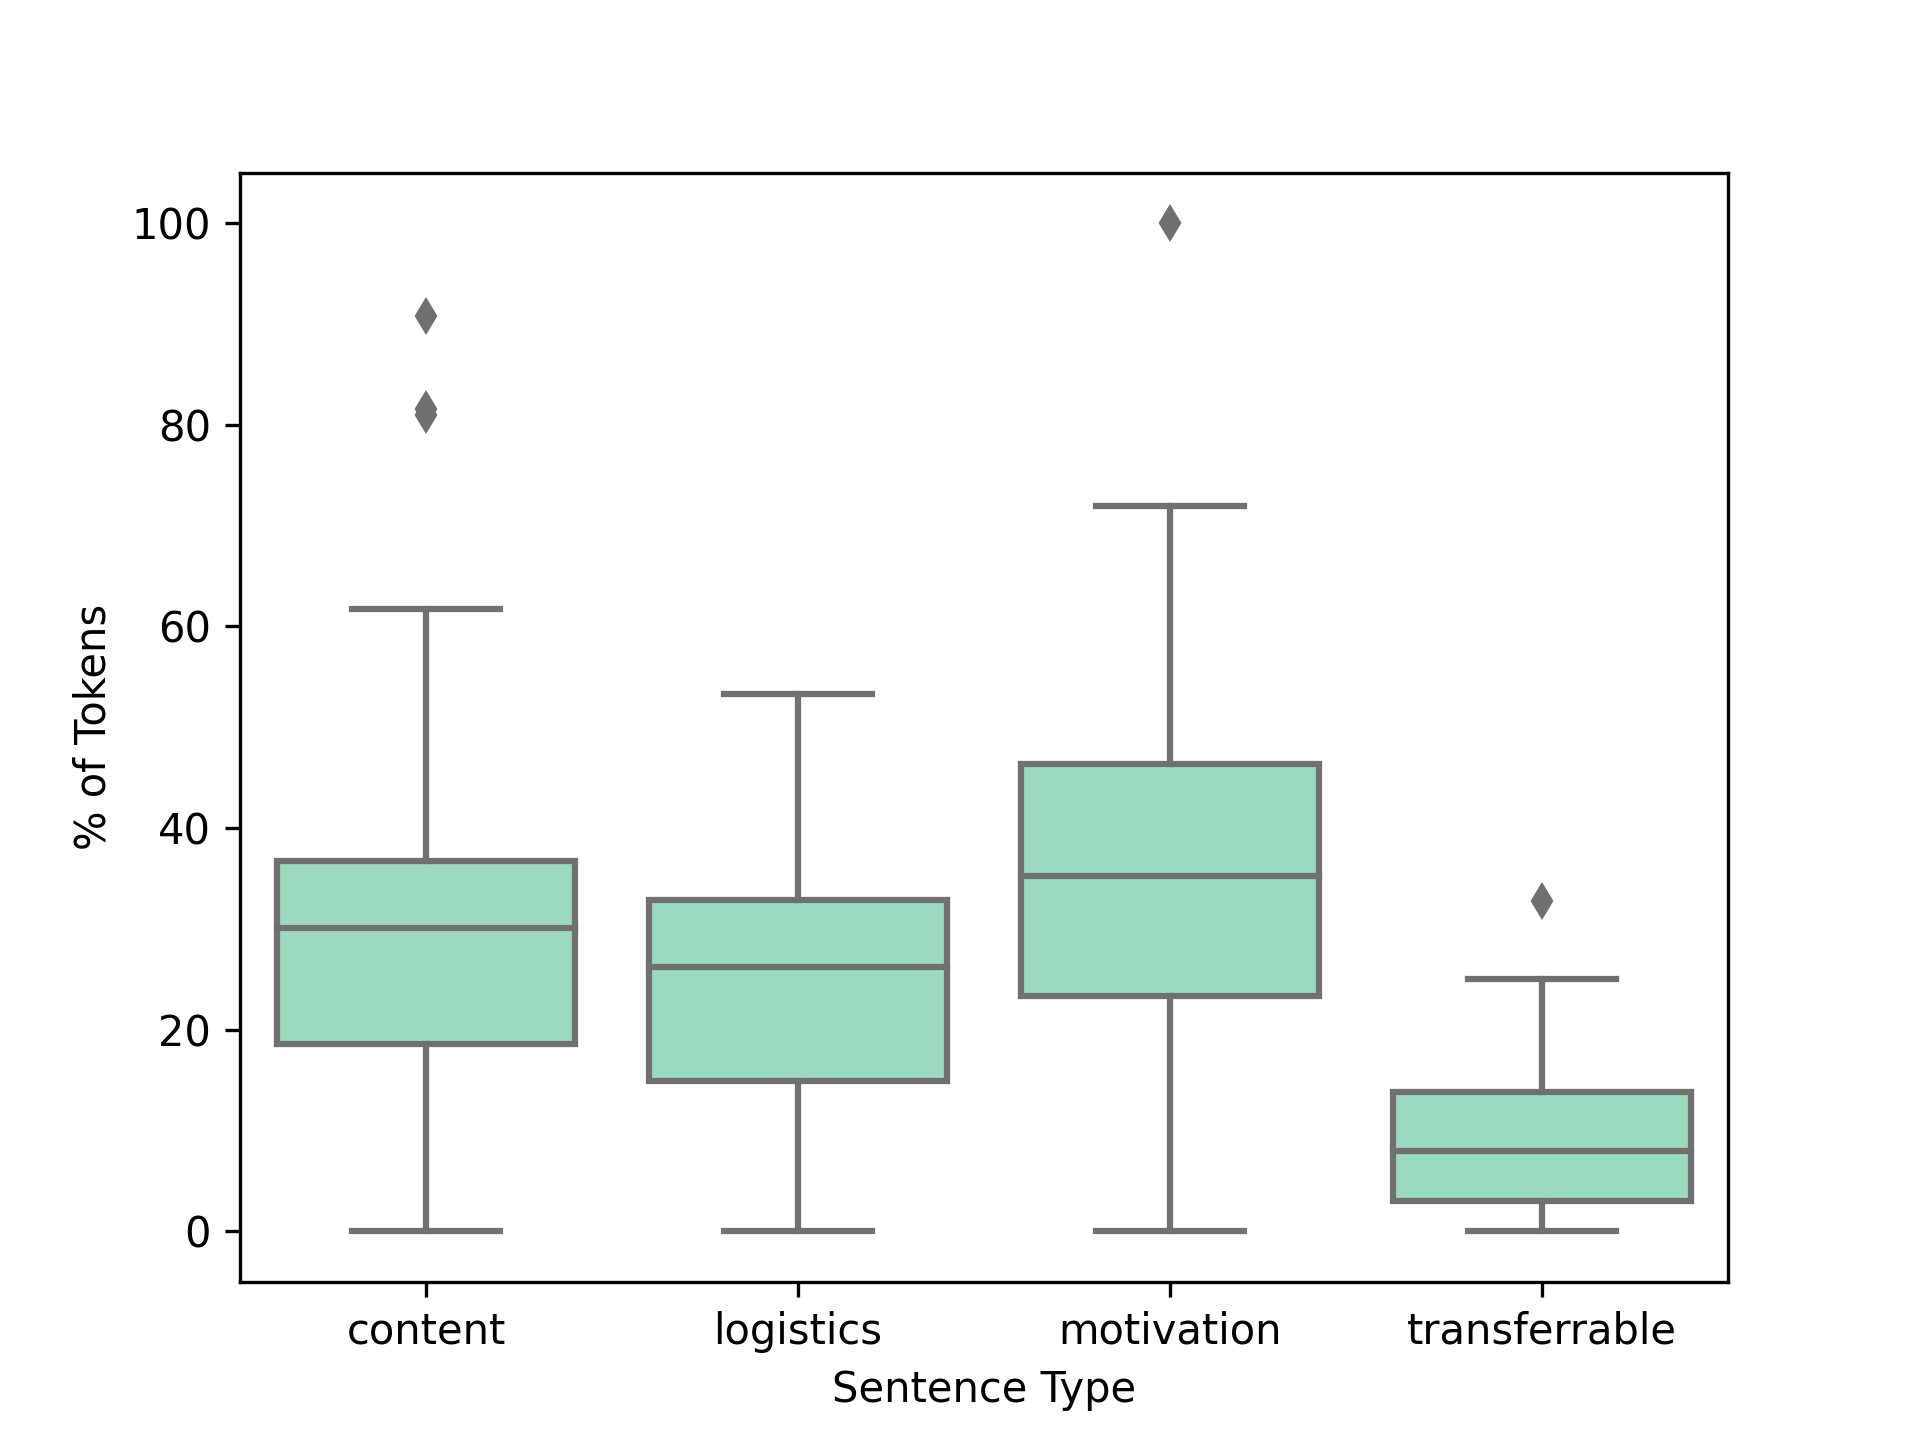 100
80
60
40
20
0
% of Tokens
content
logistics
motivation
transferrable
Sentence Type